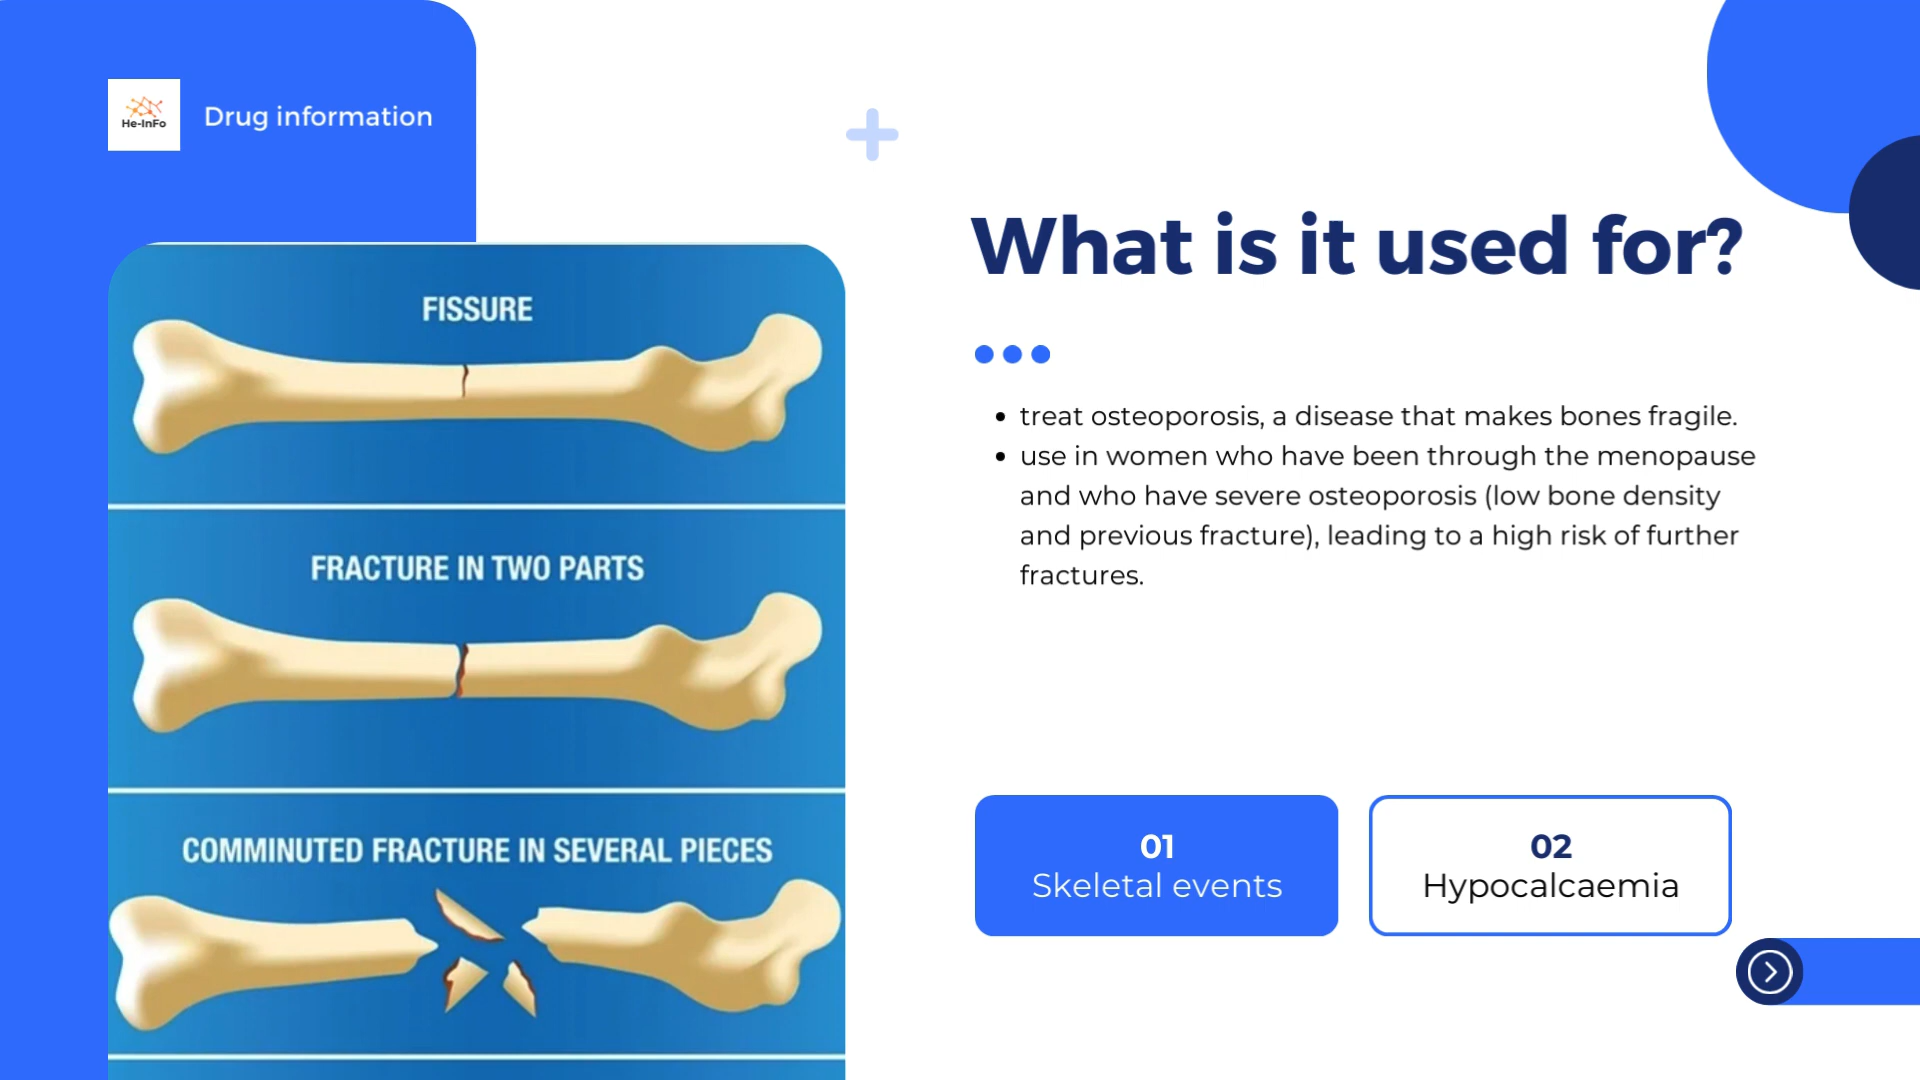 He-InFo
Drug information
What is it used for?
FISSURE
FRACTURE IN TWO PARTS
COMMINUTED FRACTURE IN SEVERAL PIECES
• treat osteoporosis, a disease that makes bones fragile.
• use in women who have been through the menopause
and who have severe osteoporosis (low bone density
and previous fracture), leading to a high risk of further
fractures.
01
Skeletal events
02
Hypocalcaemia